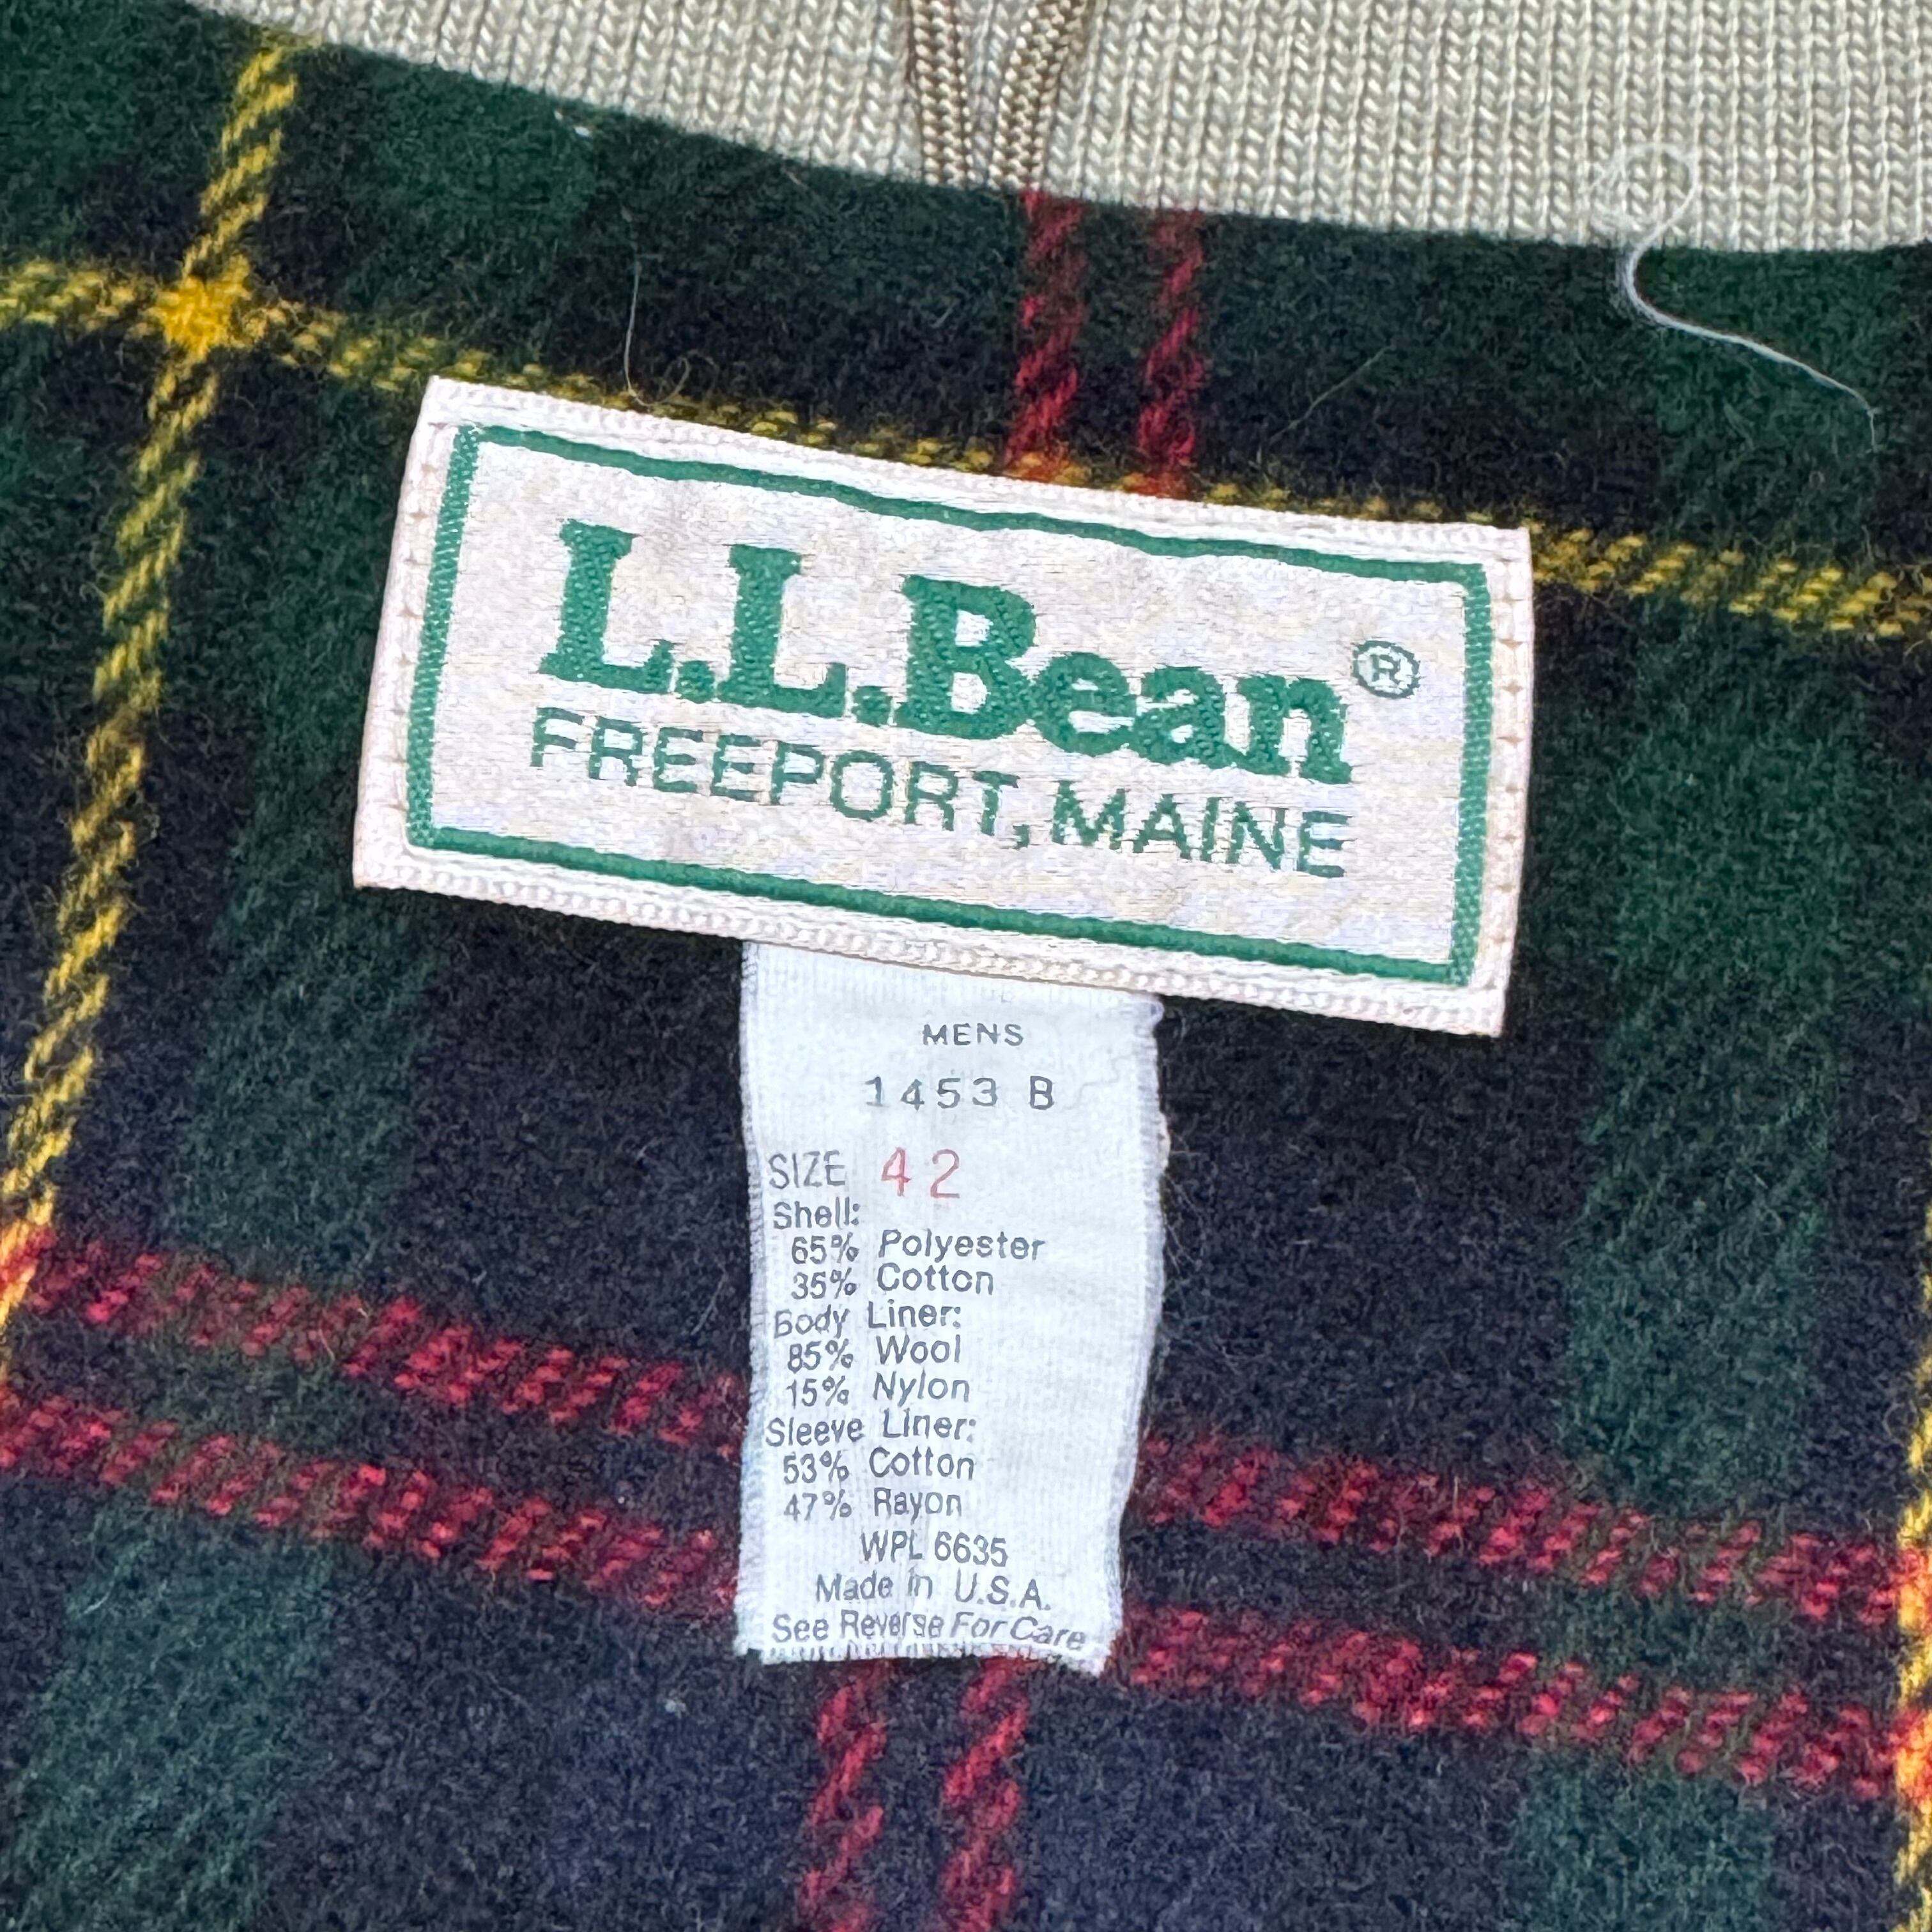 L.L.Bean®
FREEPORT, MAINE
MENS
1453 B
SIZE 42
Shell:
65% Polyester
35% Cotton
Body Liner:
85% Wool
15% Nylon
Sleeve Liner:
53% Cotton
47% Rayon
WPL 6635
Made in U.S.A.
See Reverse For Care